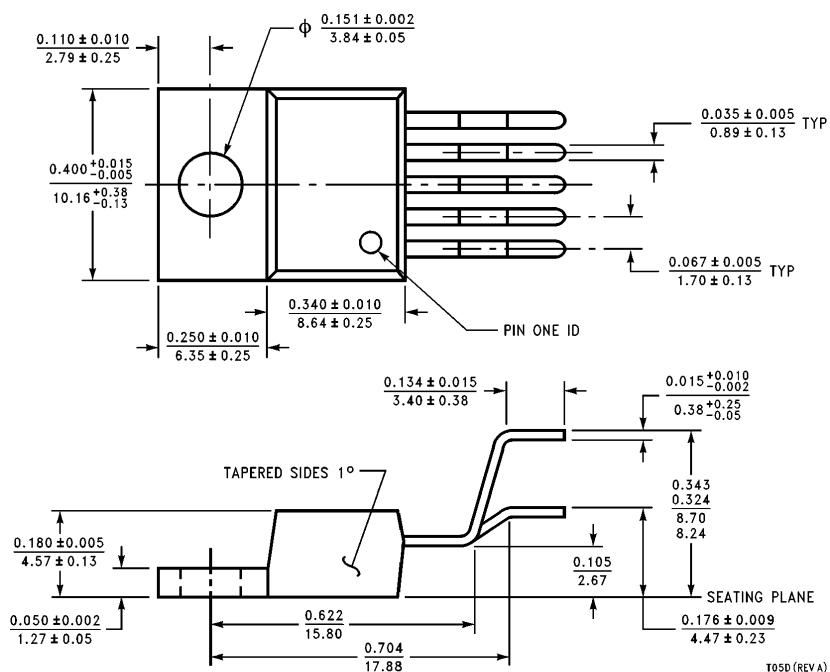 0.110 ± 0.010
2.79 ± 0.25
ϕ 0.151 ± 0.002
3.84 ± 0.05
0.035 ± 0.005 TYP
0.89 ± 0.13
0.400 +0.015 -0.005
10.16 +0.38 -0.13
0.067 ± 0.005 TYP
1.70 ± 0.13
0.340 ± 0.010
8.64 ± 0.25
PIN ONE ID
0.250 ± 0.010
6.35 ± 0.25
0.134 ± 0.015
3.40 ± 0.38
0.015 +0.010 -0.002
0.38 +0.25 -0.05
TAPERED SIDES 1°
0.343
0.324
8.70
8.24
0.180 ± 0.005
4.57 ± 0.13
0.105
2.67
SEATING PLANE
0.050 ± 0.002
1.27 ± 0.05
0.622
15.80
0.176 ± 0.009
4.47 ± 0.23
0.704
17.88
T05D (REV A)